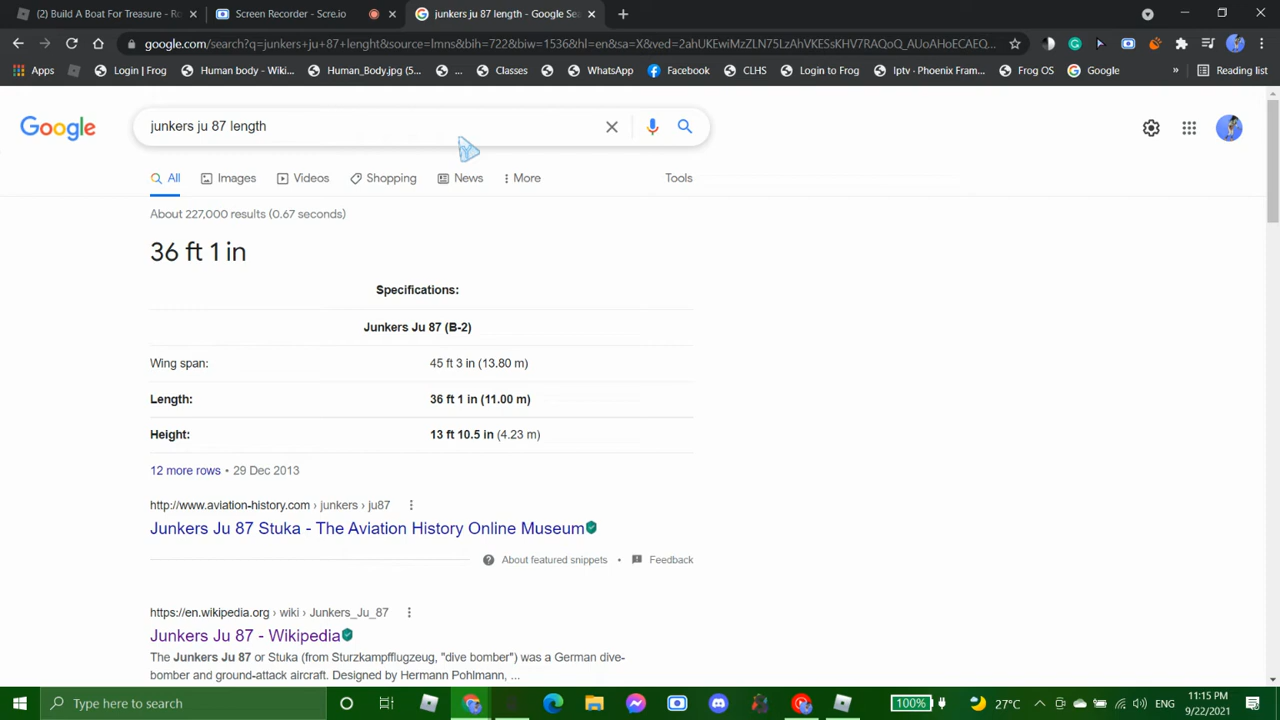 (2) Build A Boat For Treasure - Ro
Screen Recorder - Scre.io
junkers ju 87 length - Google Sea
google.com/search?q=junkers+ju+87+lenght&source=lmns&bih=722&biw=1536&hl=en&sa=X&ved=2ahUKEwiMzZLN75LzAhVKESsKHV7RAQoQ_AUoAHoECAEQ...
Apps
Login | Frog
Human body - Wiki...
Human_Body.jpg (5...
...
Classes
WhatsApp
Facebook
CLHS
Login to Frog
Iptv - Phoenix Fram...
Frog OS
Google
»
Reading list
Google
junkers ju 87 length
All
Images
Videos
Shopping
News
More
Tools
About 227,000 results (0.67 seconds)
36 ft 1 in
Specifications:
Junkers Ju 87 (B-2)
Wing span: 45 ft 3 in (13.80 m)
Length: 36 ft 1 in (11.00 m)
Height: 13 ft 10.5 in (4.23 m)
12 more rows • 29 Dec 2013
http://www.aviation-history.com › junkers › ju87
Junkers Ju 87 Stuka - The Aviation History Online Museum
About featured snippets • Feedback
https://en.wikipedia.org › wiki › Junkers_Ju_87
Junkers Ju 87 - Wikipedia
The Junkers Ju 87 or Stuka (from Sturzkampfflugzeug, "dive bomber") was a German dive-
bomber and ground-attack aircraft. Designed by Hermann Pohlmann, ...
Type here to search
100%
27°C
ENG
11:15 PM
9/22/2021